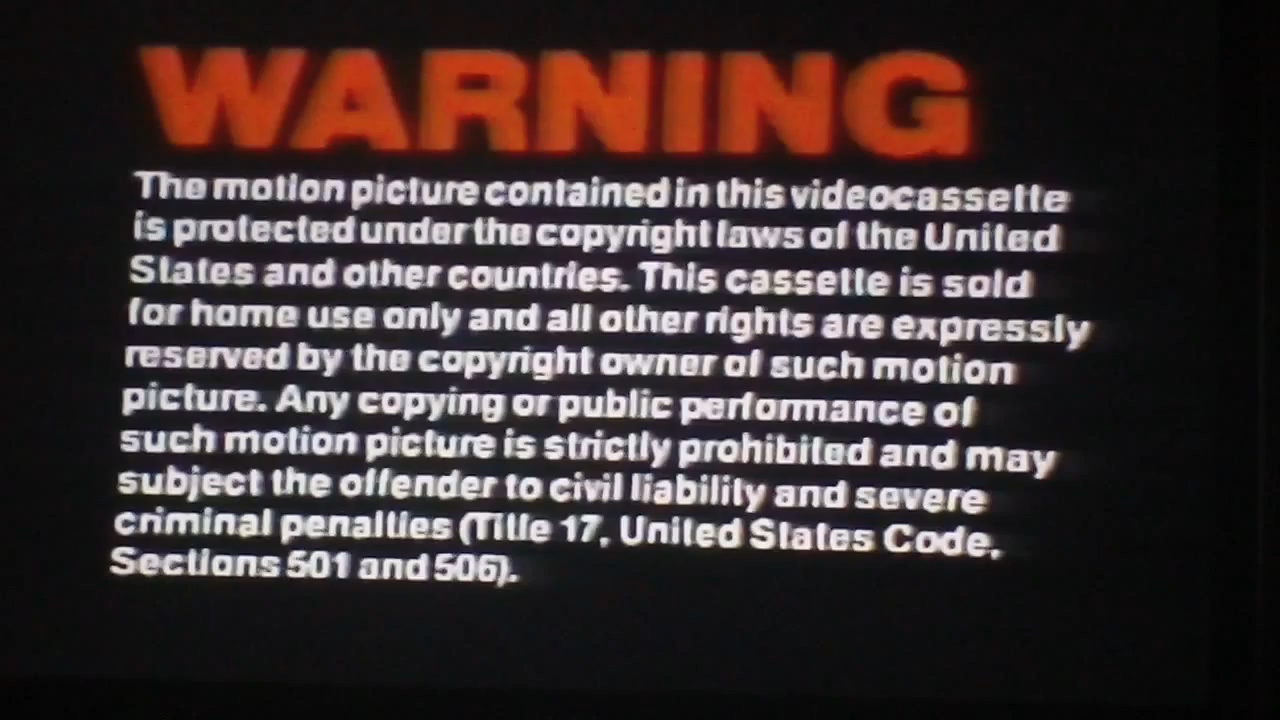 WARNING
The motion picture contained in this videocassette
is protected under the copyright laws of the United
States and other countries. This cassette is sold
for home use only and all other rights are expressly
reserved by the copyright owner of such motion
picture. Any copying or public performance of
such motion picture is strictly prohibited and may
subject the offender to civil liability and severe
criminal penalties (Title 17, United States Code,
Sections 501 and 506).